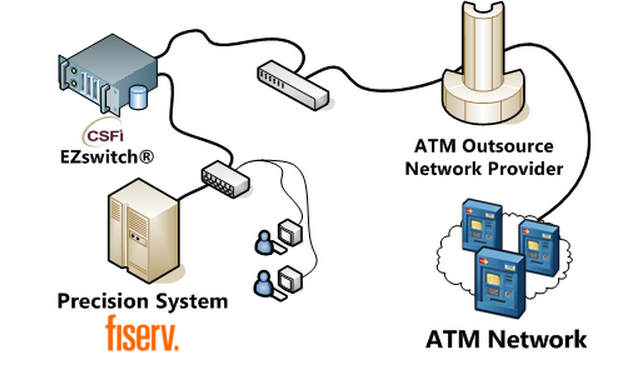 CSFi
EZswitch®
ATM Outsource
Network Provider
Precision System
fiserv.
ATM Network